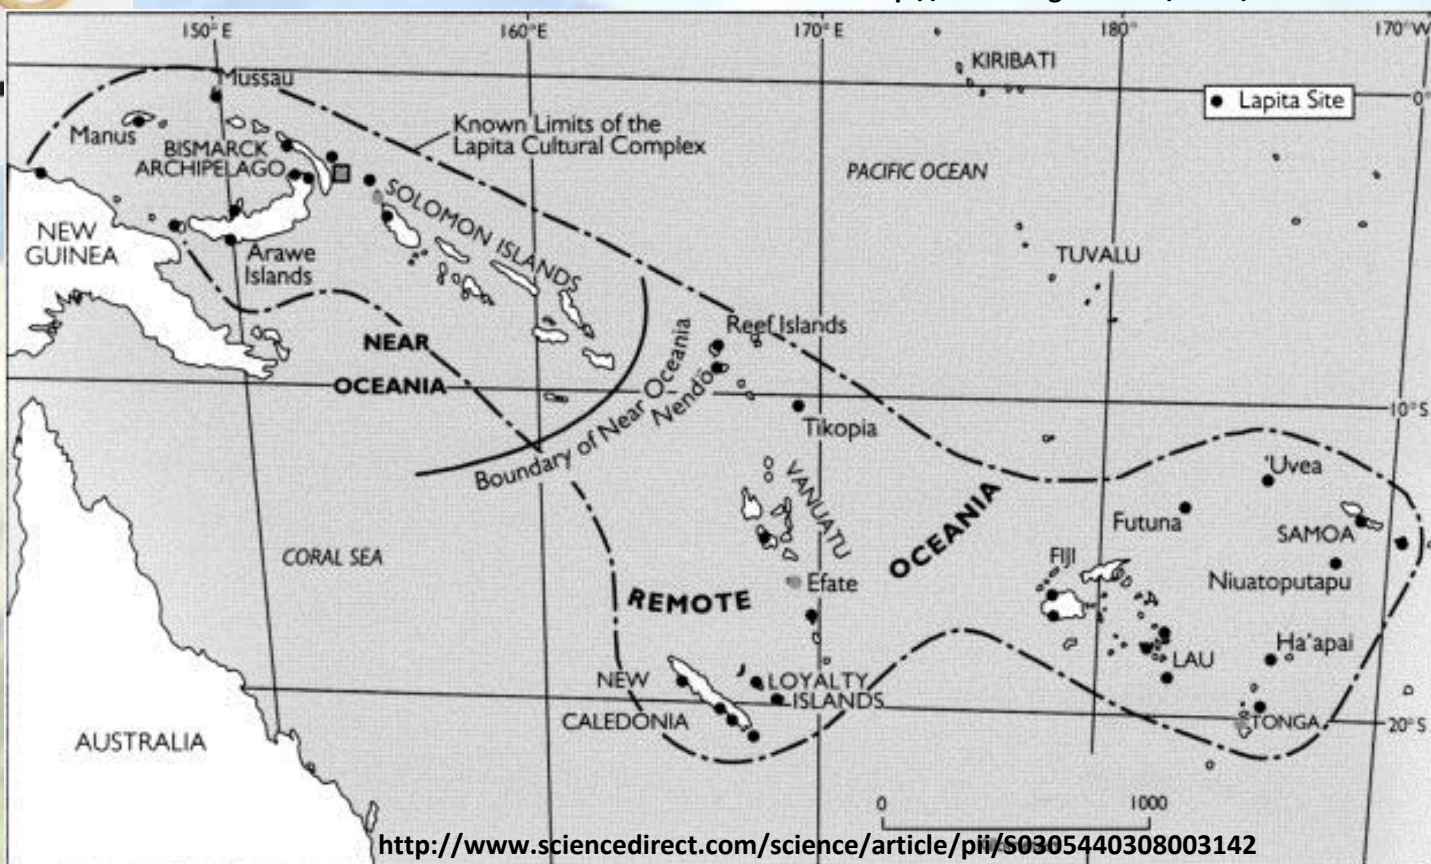 150° E
160° E
170° E
180°
170° W
KIRIBATI
Mussau
Lapita Site
0°
Manus
BISMARCK
ARCHIPELAGO
Known Limits of the
Lapita Cultural Complex
PACIFIC OCEAN
SOLOMON ISLANDS
NEW
GUINEA
Arawe
Islands
TUVALU
NEAR
OCEANIA
Reef Islands
Nendö
Boundary of Near Oceania
10° S
Tikopia
VANUATU
'Uvea
Futuna
SAMOA
OCEANIA
CORAL SEA
FIJI
Niuatoputapu
Efate
REMOTE
Ha'apai
LAU
NEW
CALEDONIA
LOYALTY
ISLANDS
TONGA
20° S
AUSTRALIA
0
1000
http://www.sciencedirect.com/science/article/pii/S0305440308003142